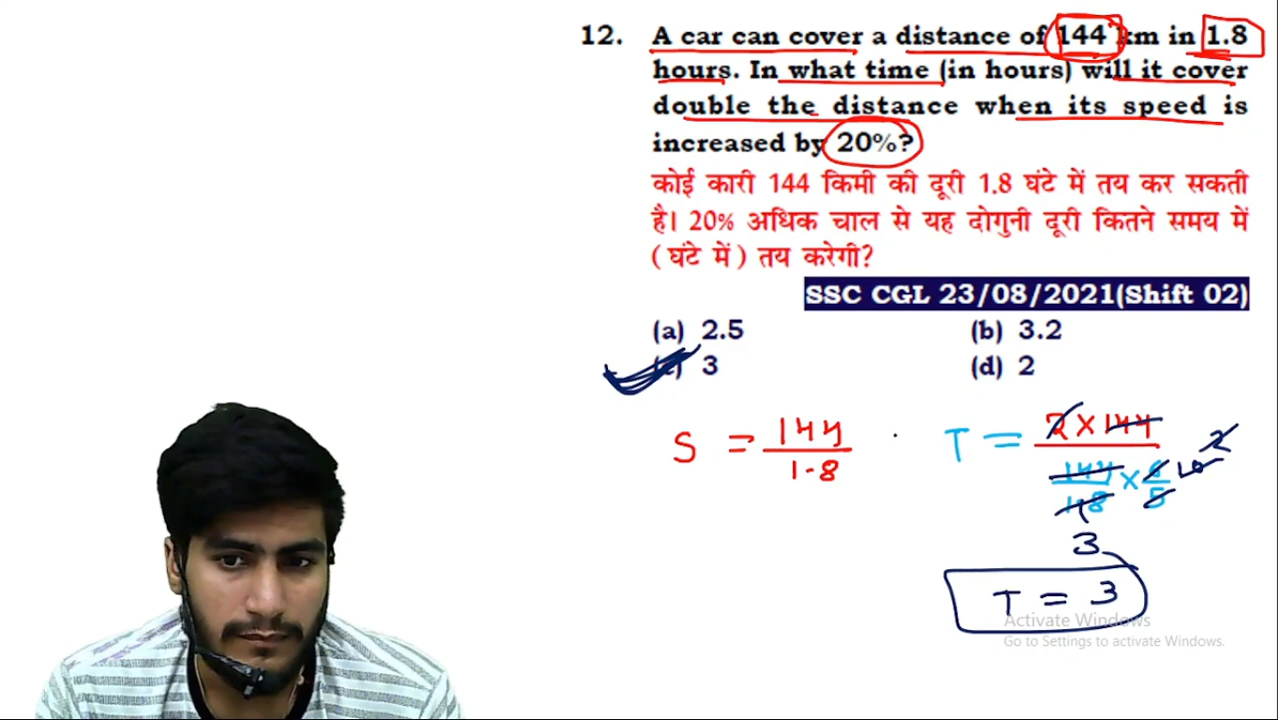 12. A car can cover a distance of 144 km in 1.8
hours. In what time (in hours) will it cover
double the distance when its speed is
increased by 20%?
कोई कारी 144 किमी की दूरी 1.8 घंटे में तय कर सकती
है। 20% अधिक चाल से यह दोगुनी दूरी कितने समय में
(घंटे में) तय करेगी?
SSC CGL 23/08/2021(Shift 02)
(a) 2.5 (b) 3.2
3 (d) 2
S = 144/1.8 T = 2×144 / (144/1.8 × 6/5) 10 2
3
T = 3
Activate Windows
Go to Settings to activate Windows.